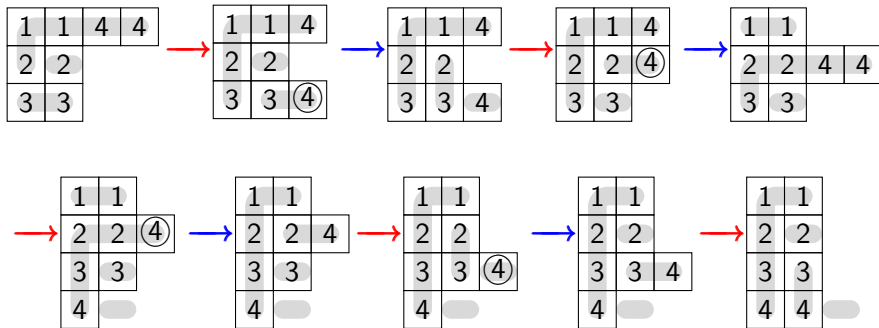 1 1 4 4 1 1 4 1 1 4 1 1 4 1 1
2 2 2 2 2 2 2 2 4 2 2 4 4
3 3 3 3 4 3 3 4 3 3 3 3
1 1 1 1 1 1 1 1 1 1
2 2 4 2 2 4 2 2 2 2 2 2
3 3 3 3 3 3 4 3 3 4 3 3
4 4 4 4 4 4